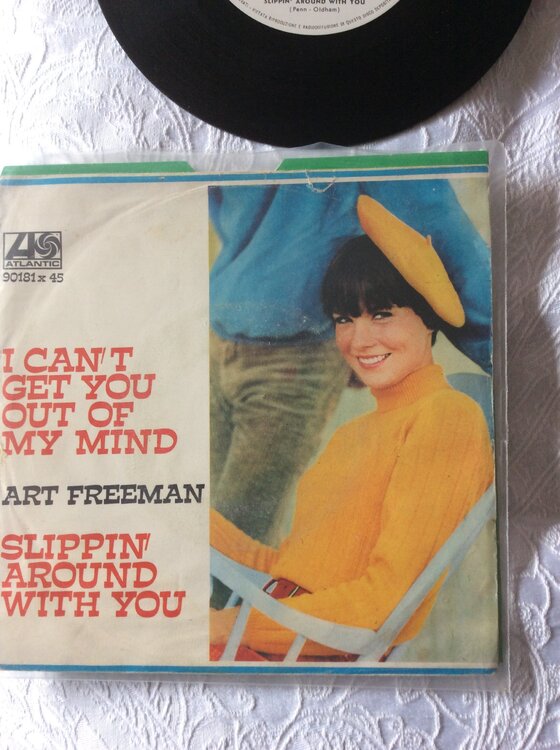 SLIPPIN' AROUND WITH YOU
(Penn - Oldham)
ATLANTIC
90181 x 45
I CAN'T
GET YOU
OUT OF
MY MIND
ART FREEMAN
SLIPPIN'
AROUND
WITH YOU